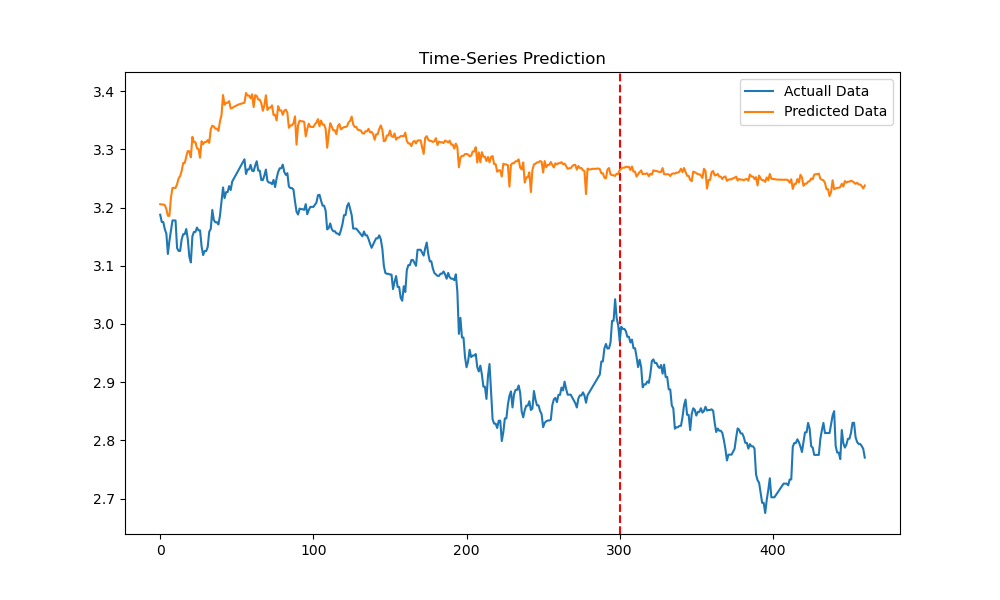 Time-Series Prediction
Actuall Data
Predicted Data
3.4
3.3
3.2
3.1
3.0
2.9
2.8
2.7
0 100 200 300 400